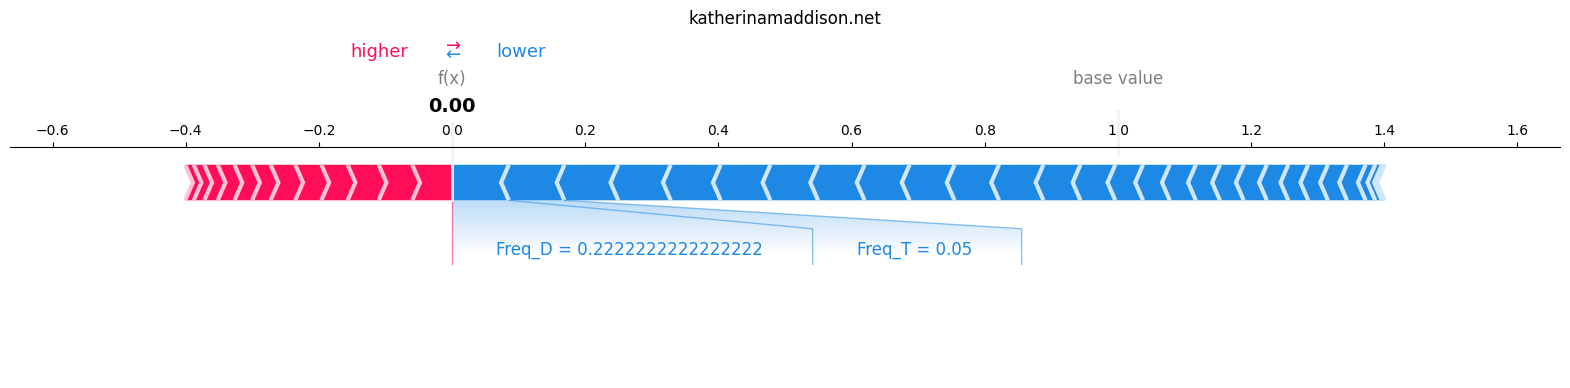 katherinamaddison.net
higher → ← lower
f(x) base value
0.00
−0.6 −0.4 −0.2 0.0 0.2 0.4 0.6 0.8 1.0 1.2 1.4 1.6
Freq_D = 0.2222222222222222 Freq_T = 0.05